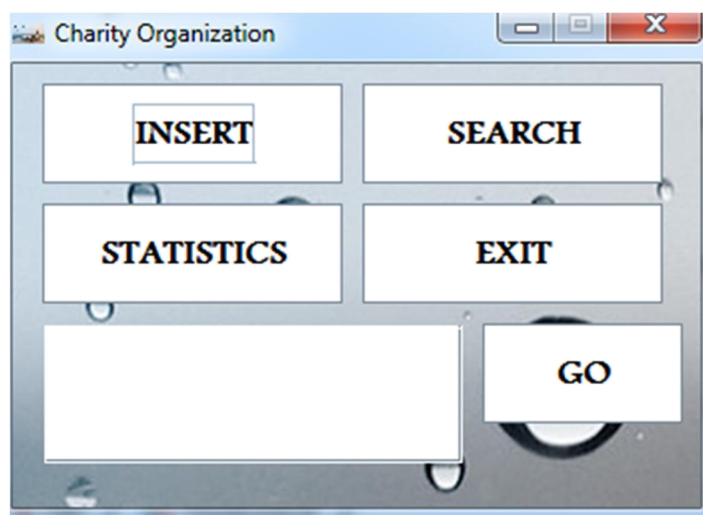 Charity Organization
INSERT
SEARCH
STATISTICS
EXIT
GO